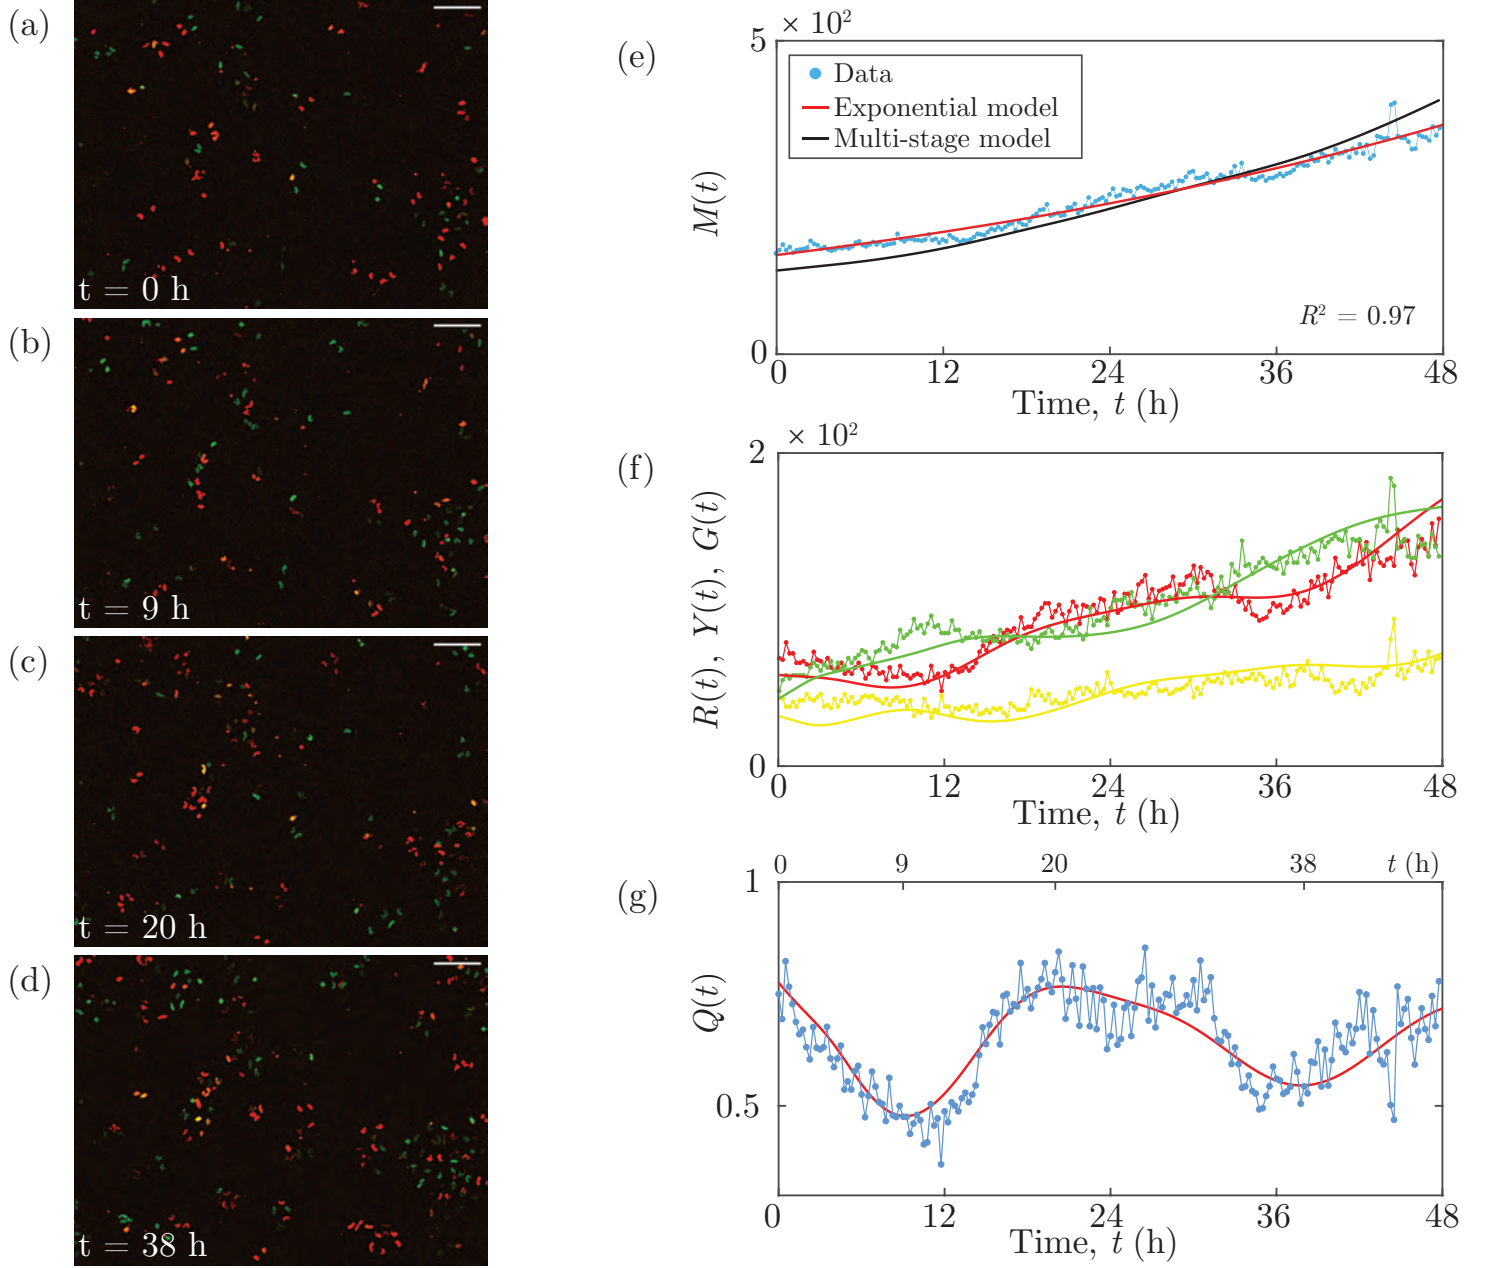 (a)
t = 0 h
(b)
t = 9 h
(c)
t = 20 h
(d)
t = 38 h
(e)
5 × 10²
Data
Exponential model
Multi-stage model
M(t)
R² = 0.97
0
0 12 24 36 48
Time, t (h)
(f)
2 × 10²
R(t), Y(t), G(t)
0
0 12 24 36 48
Time, t (h)
(g)
0 9 20 38 t (h)
1
Q(t)
0.5
0 12 24 36 48
Time, t (h)